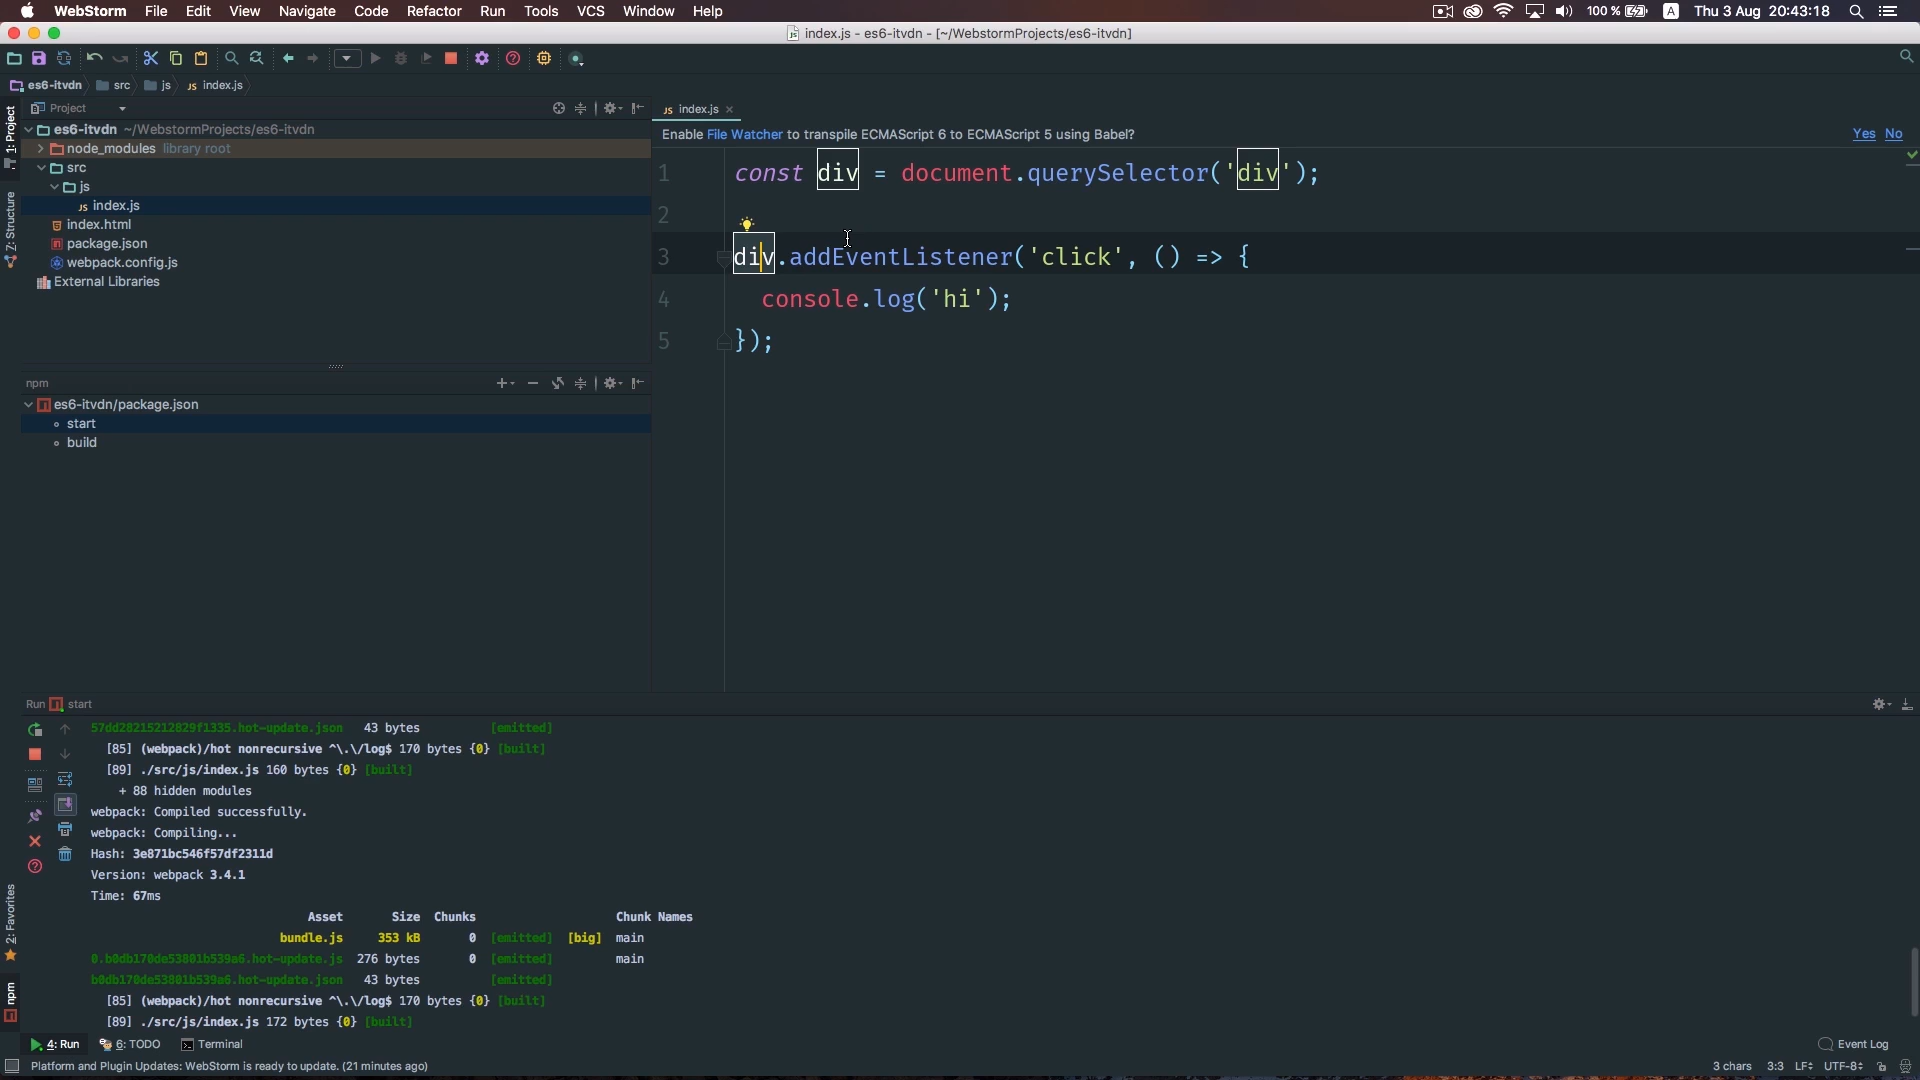 WebStorm File Edit View Navigate Code Refactor Run Tools VCS Window Help 100 % A Thu 3 Aug 20:43:18
index.js - es6-itvdn - [~/WebstormProjects/es6-itvdn]
es6-itvdn src js JS index.js
1: Project
Project
es6-itvdn ~/WebstormProjects/es6-itvdn
node_modules library root
src
js
JS index.js
index.html
package.json
webpack.config.js
External Libraries
Z: Structure
JS index.js
Enable File Watcher to transpile ECMAScript 6 to ECMAScript 5 using Babel? Yes No
1 const div = document.querySelector('div');
2
3 div.addEventListener('click', () => {
4 console.log('hi');
5 });
npm
es6-itvdn/package.json
start
build
Run start
57dd28215212829f1335.hot-update.json 43 bytes [emitted]
[85] (webpack)/hot nonrecursive ^\.\/log$ 170 bytes {0} [built]
[89] ./src/js/index.js 160 bytes {0} [built]
+ 88 hidden modules
webpack: Compiled successfully.
webpack: Compiling...
Hash: 3e871bc546f57df2311d
Version: webpack 3.4.1
Time: 67ms
Asset Size Chunks Chunk Names
bundle.js 353 kB 0 [emitted] [big] main
0.b0db170de53801b539a6.hot-update.js 276 bytes 0 [emitted] main
b0db170de53801b539a6.hot-update.json 43 bytes [emitted]
[85] (webpack)/hot nonrecursive ^\.\/log$ 170 bytes {0} [built]
[89] ./src/js/index.js 172 bytes {0} [built]
2: Favorites
npm
4: Run 6: TODO Terminal Event Log
Platform and Plugin Updates: WebStorm is ready to update. (21 minutes ago) 3 chars 3:3 LF UTF-8